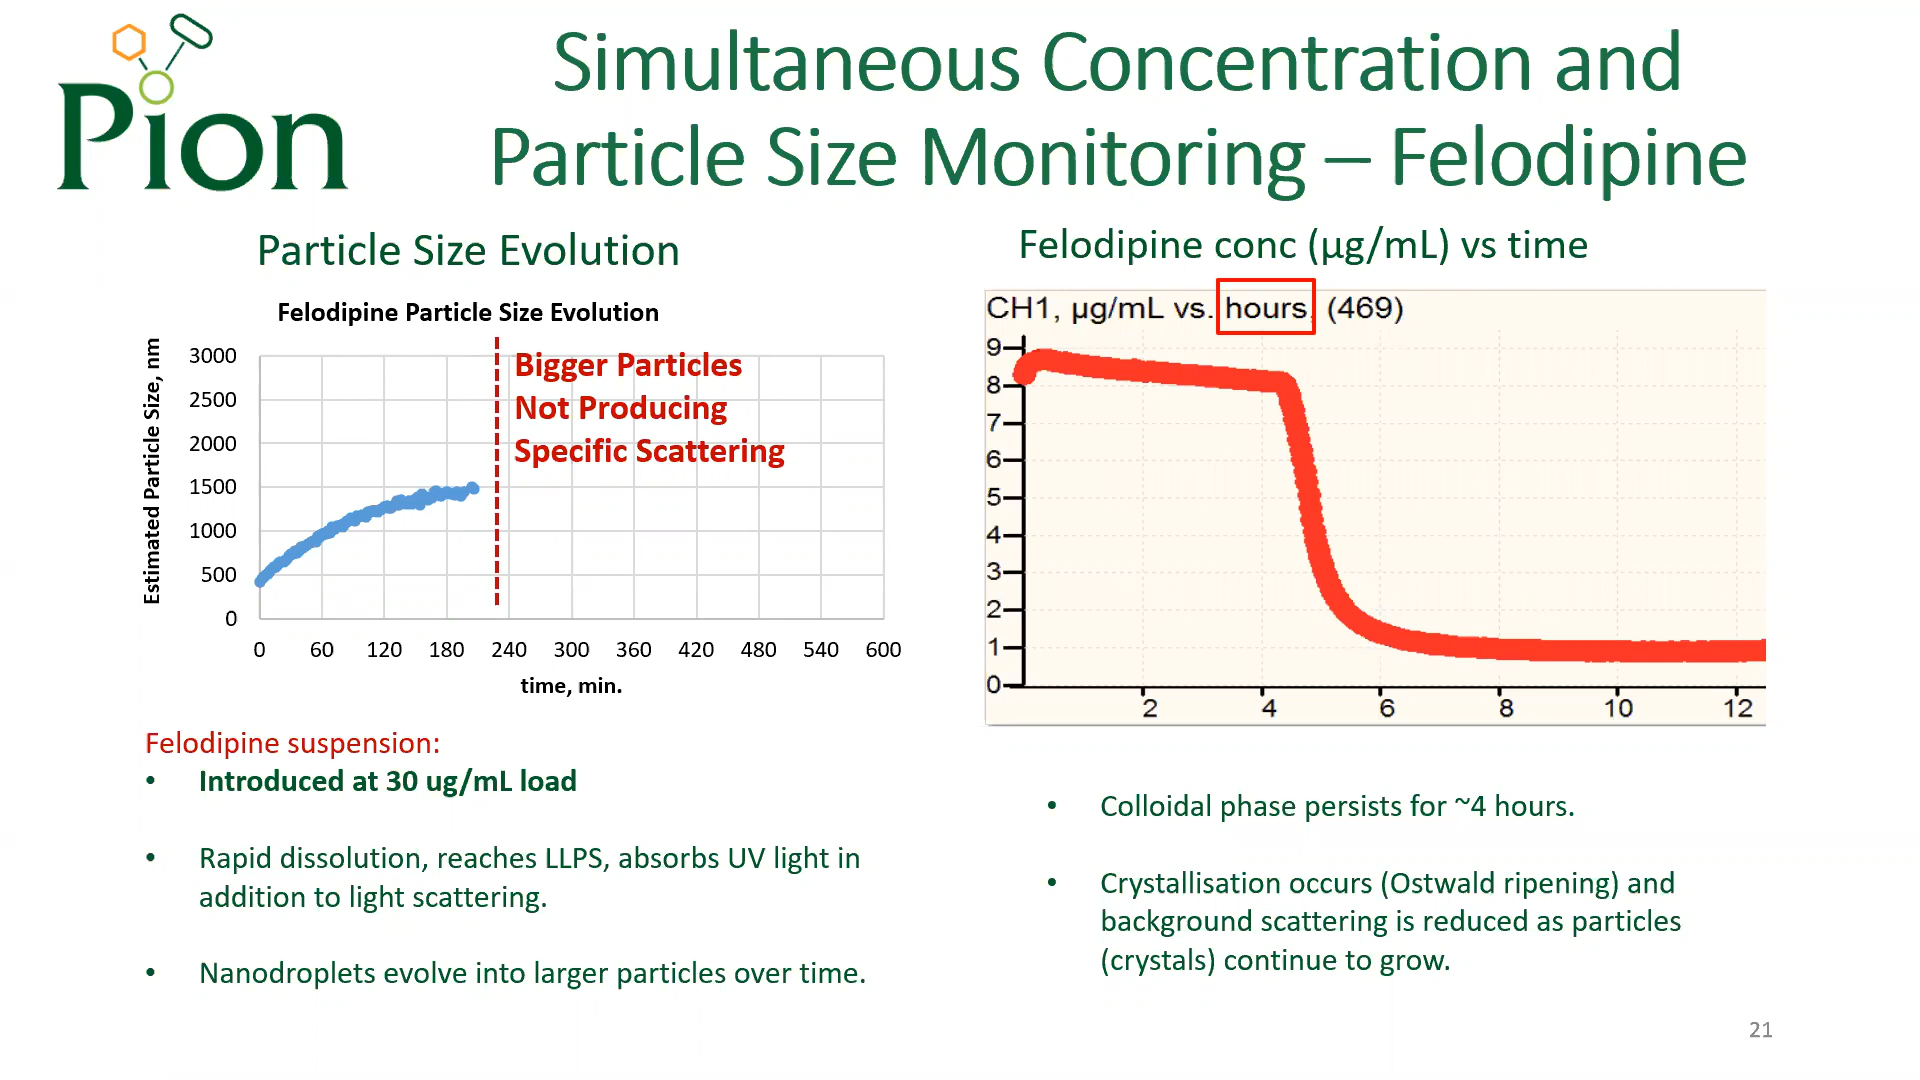 Pion
Simultaneous Concentration and
Particle Size Monitoring – Felodipine
Particle Size Evolution
Felodipine Particle Size Evolution
Estimated Particle Size, nm
3000
2500
2000
1500
1000
500
0
0 60 120 180 240 300 360 420 480 540 600
time, min.
Bigger Particles
Not Producing
Specific Scattering
Felodipine suspension:
• Introduced at 30 ug/mL load
• Rapid dissolution, reaches LLPS, absorbs UV light in
addition to light scattering.
• Nanodroplets evolve into larger particles over time.
Felodipine conc (µg/mL) vs time
CH1, µg/mL vs. hours, (469)
9
8
7
6
5
4
3
2
1
0
2 4 6 8 10 12
• Colloidal phase persists for ~4 hours.
• Crystallisation occurs (Ostwald ripening) and
background scattering is reduced as particles
(crystals) continue to grow.
21